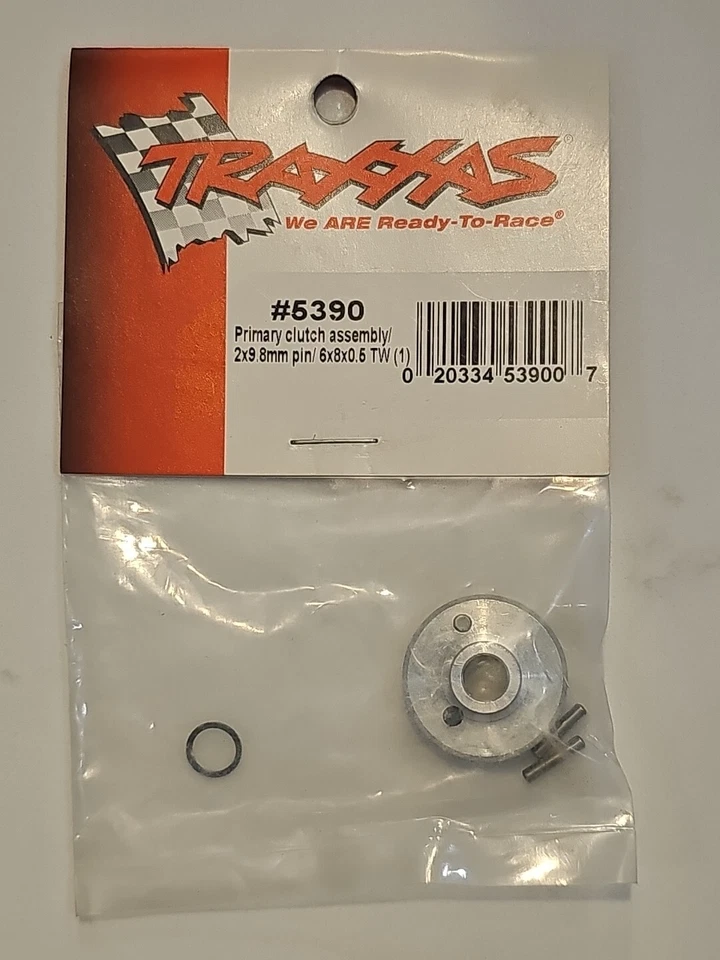 TRAXXAS®
We ARE Ready-To-Race®
#5390
Primary clutch assembly/
2x9.8mm pin/ 6x8x0.5 TW (1)
0 20334 53900 7